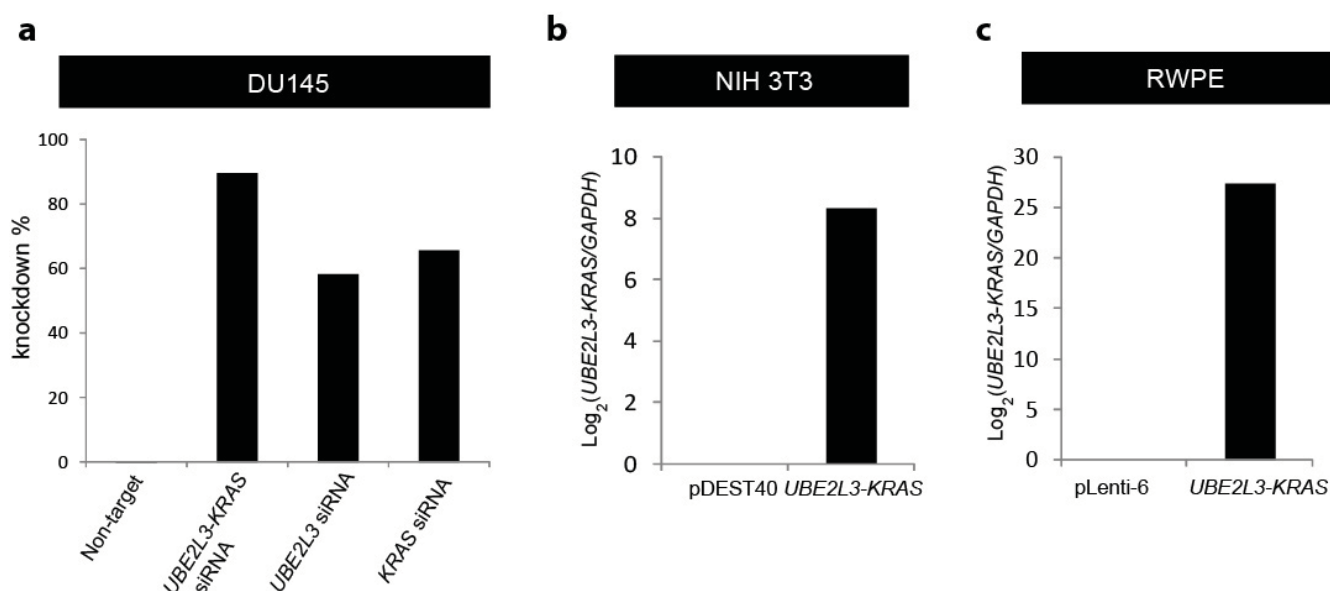 a
DU145
knockdown %
100
80
60
40
20
0
Non-target
UBE2L3-KRAS
siRNA
UBE2L3 siRNA
KRAS siRNA
b
NIH 3T3
Log2(UBE2L3-KRAS/GAPDH)
10
8
6
4
2
0
pDEST40 UBE2L3-KRAS
c
RWPE
Log2(UBE2L3-KRAS/GAPDH)
30
25
20
15
10
5
0
pLenti-6 UBE2L3-KRAS